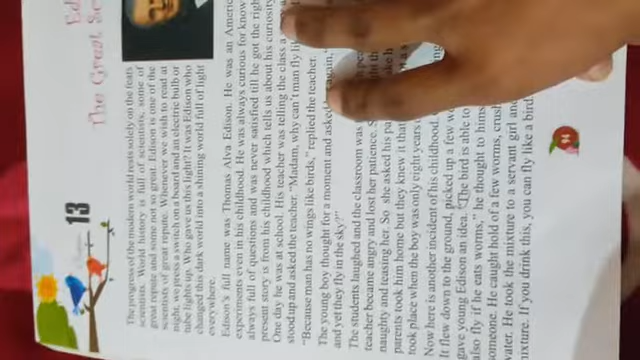 13
The Great
The progress of the modern world rests solely on the feats
scientists. World history is full of scientists, some of
great repute and some not so great. Edison is one of the
scientists of great repute. Whenever we wish to read at
night, we press a switch on a board and an electric bulb or
tube lights up. Who gave us this light? It was Edison who
changed this dark world into a shining world full of light
everywhere.
Edison's full name was Thomas Alva Edison. He was an
experiments even in his childhood. He was always curious for
always full of questions and was never satisfied till he got the
present story is from his childhood which tells us about his curiosity
One day he was at school. His teacher was telling the class a
stood up and asked the teacher, "Madam, why can't man fly
"Because man has no wings like birds," replied the teacher.
The young boy thought for a moment and asked again,
and yet they fly in the sky?"
The students laughed and the classroom was
teacher became angry and lost her patience.
naughty and teasing her. So she asked his
parents took him home but they knew it that
took place when the boy was only eight years
Now here is another incident of his childhood.
It flew down to the ground, picked up a few
gave young Edison an idea. "The bird is able to
also fly if he eats worms," he thought to
someone. He caught hold of a few worms,
water. He took the mixture to a servant girl and
mixture. If you drink this, you can fly like a bird
94